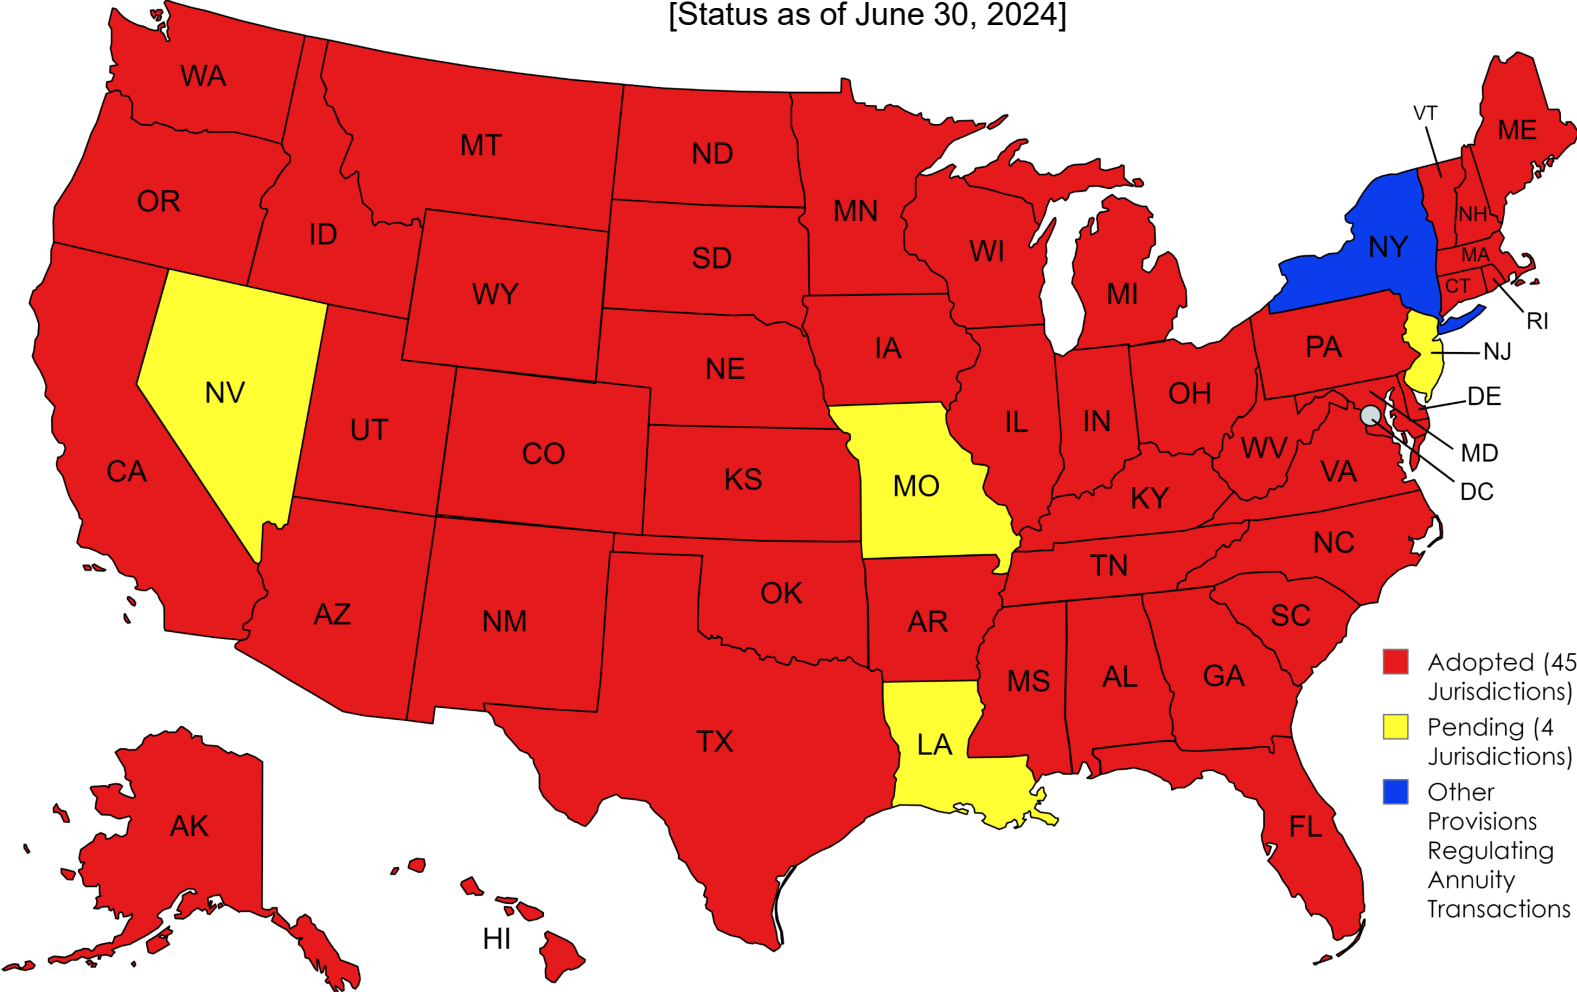 [Status as of June 30, 2024]
WA
MT
ND
MN
VT
ME
OR
ID
WY
SD
WI
MI
NY
NH
MA
CT
RI
NV
UT
CO
NE
IA
IL
IN
OH
PA
NJ
DE
MD
DC
CA
KS
MO
KY
WV
VA
AZ
NM
OK
AR
TN
NC
SC
MS
AL
GA
TX
LA
FL
AK
HI
Adopted (45
Jurisdictions)
Pending (4
Jurisdictions)
Other
Provisions
Regulating
Annuity
Transactions